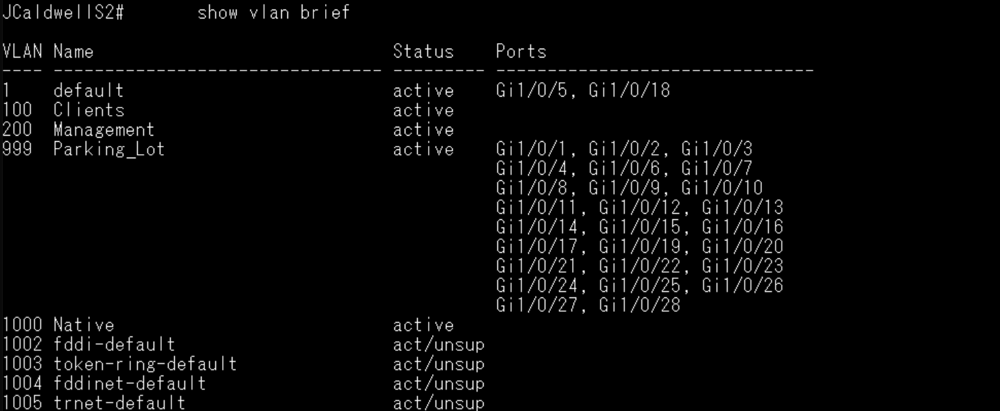 JCaldwellS2#       show vlan brief
VLAN Name                             Status    Ports
---- -------------------------------- --------- -------------------------------
1    default                          active    Gi1/0/5, Gi1/0/18
100  Clients                          active
200  Management                       active
999  Parking_Lot                      active    Gi1/0/1, Gi1/0/2, Gi1/0/3
                                                Gi1/0/4, Gi1/0/6, Gi1/0/7
                                                Gi1/0/8, Gi1/0/9, Gi1/0/10
                                                Gi1/0/11, Gi1/0/12, Gi1/0/13
                                                Gi1/0/14, Gi1/0/15, Gi1/0/16
                                                Gi1/0/17, Gi1/0/19, Gi1/0/20
                                                Gi1/0/21, Gi1/0/22, Gi1/0/23
                                                Gi1/0/24, Gi1/0/25, Gi1/0/26
                                                Gi1/0/27, Gi1/0/28
1000 Native                           active
1002 fddi-default                     act/unsup
1003 token-ring-default               act/unsup
1004 fddinet-default                  act/unsup
1005 trnet-default                    act/unsup